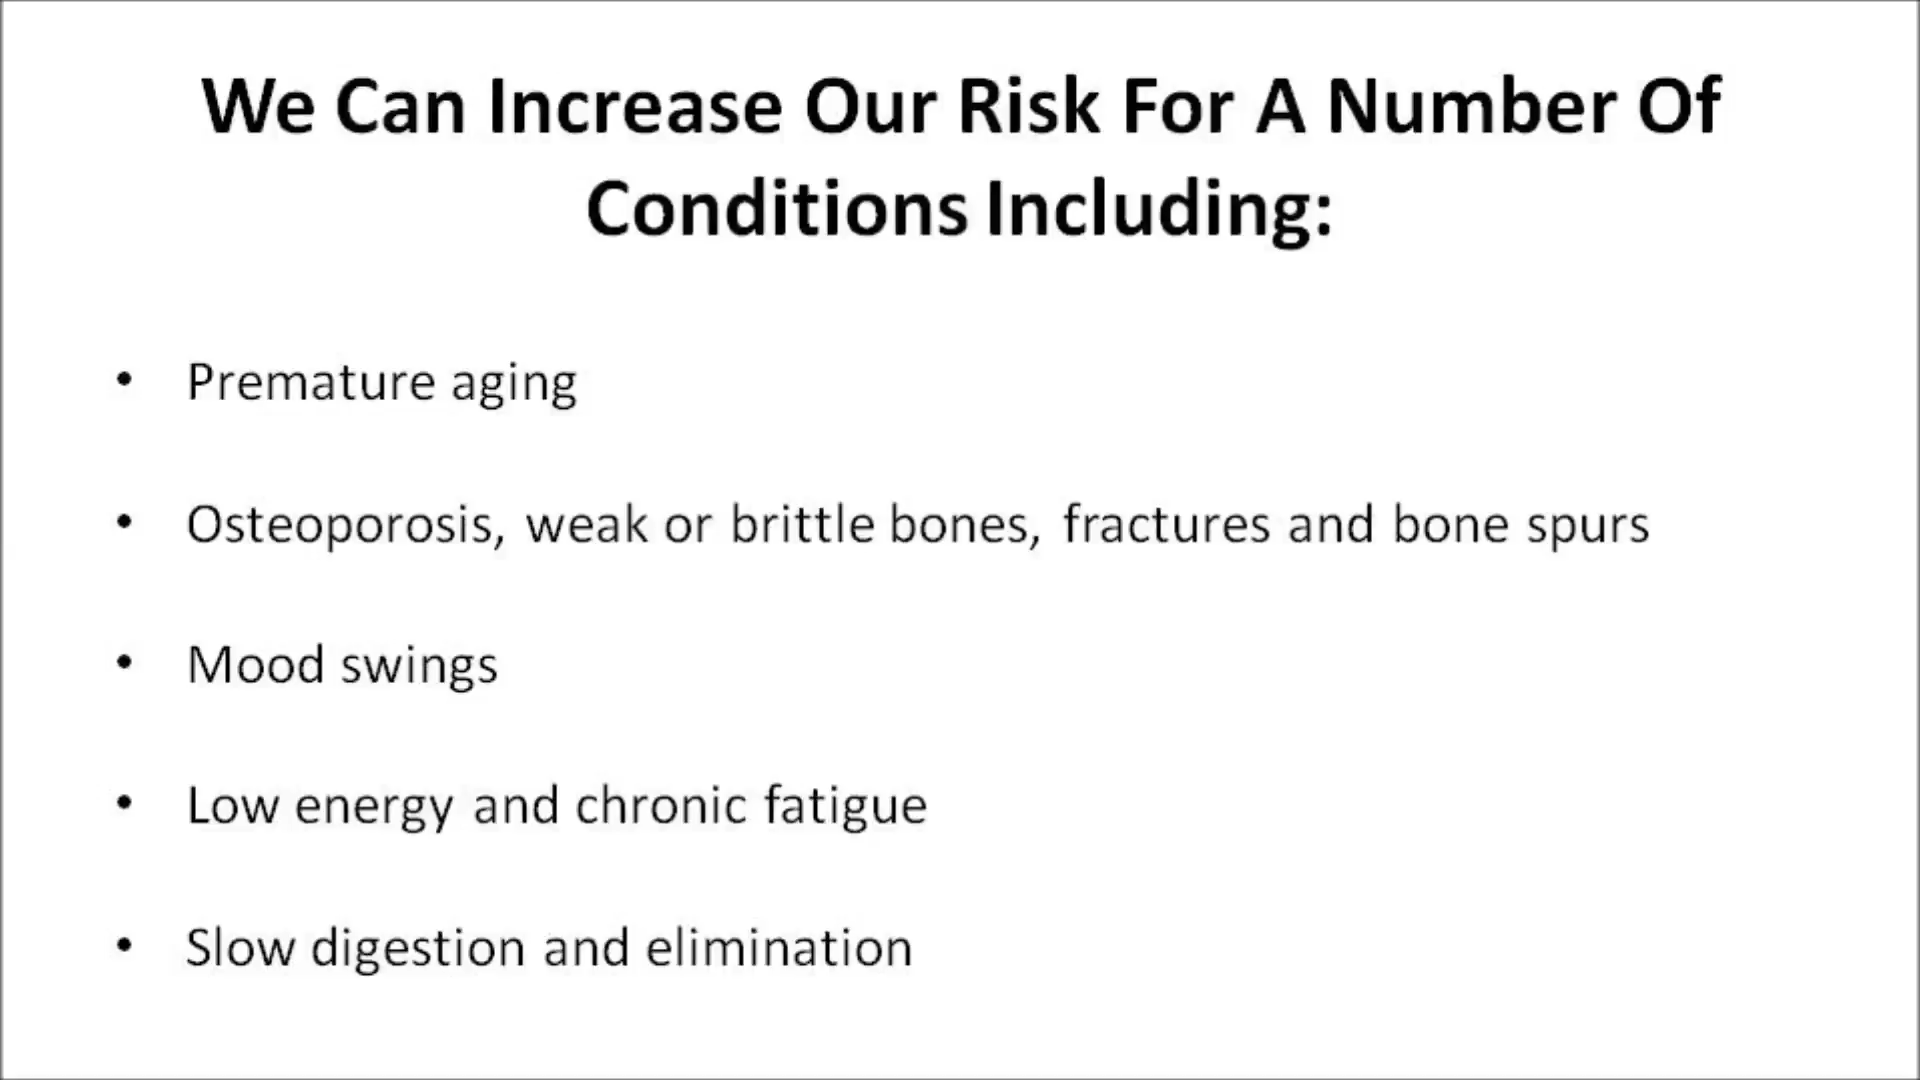 We Can Increase Our Risk For A Number Of
Conditions Including:
• Premature aging
• Osteoporosis, weak or brittle bones, fractures and bone spurs
• Mood swings
• Low energy and chronic fatigue
• Slow digestion and elimination